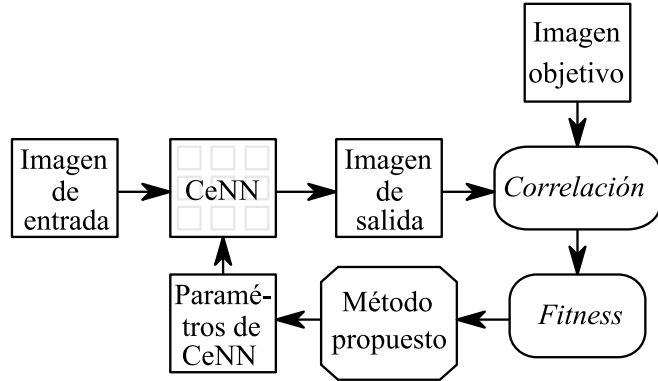 Imagen
objetivo
Imagen
de
entrada
CeNN
Imagen
de
salida
Correlación
Paramé-
tros de
CeNN
Método
propuesto
Fitness